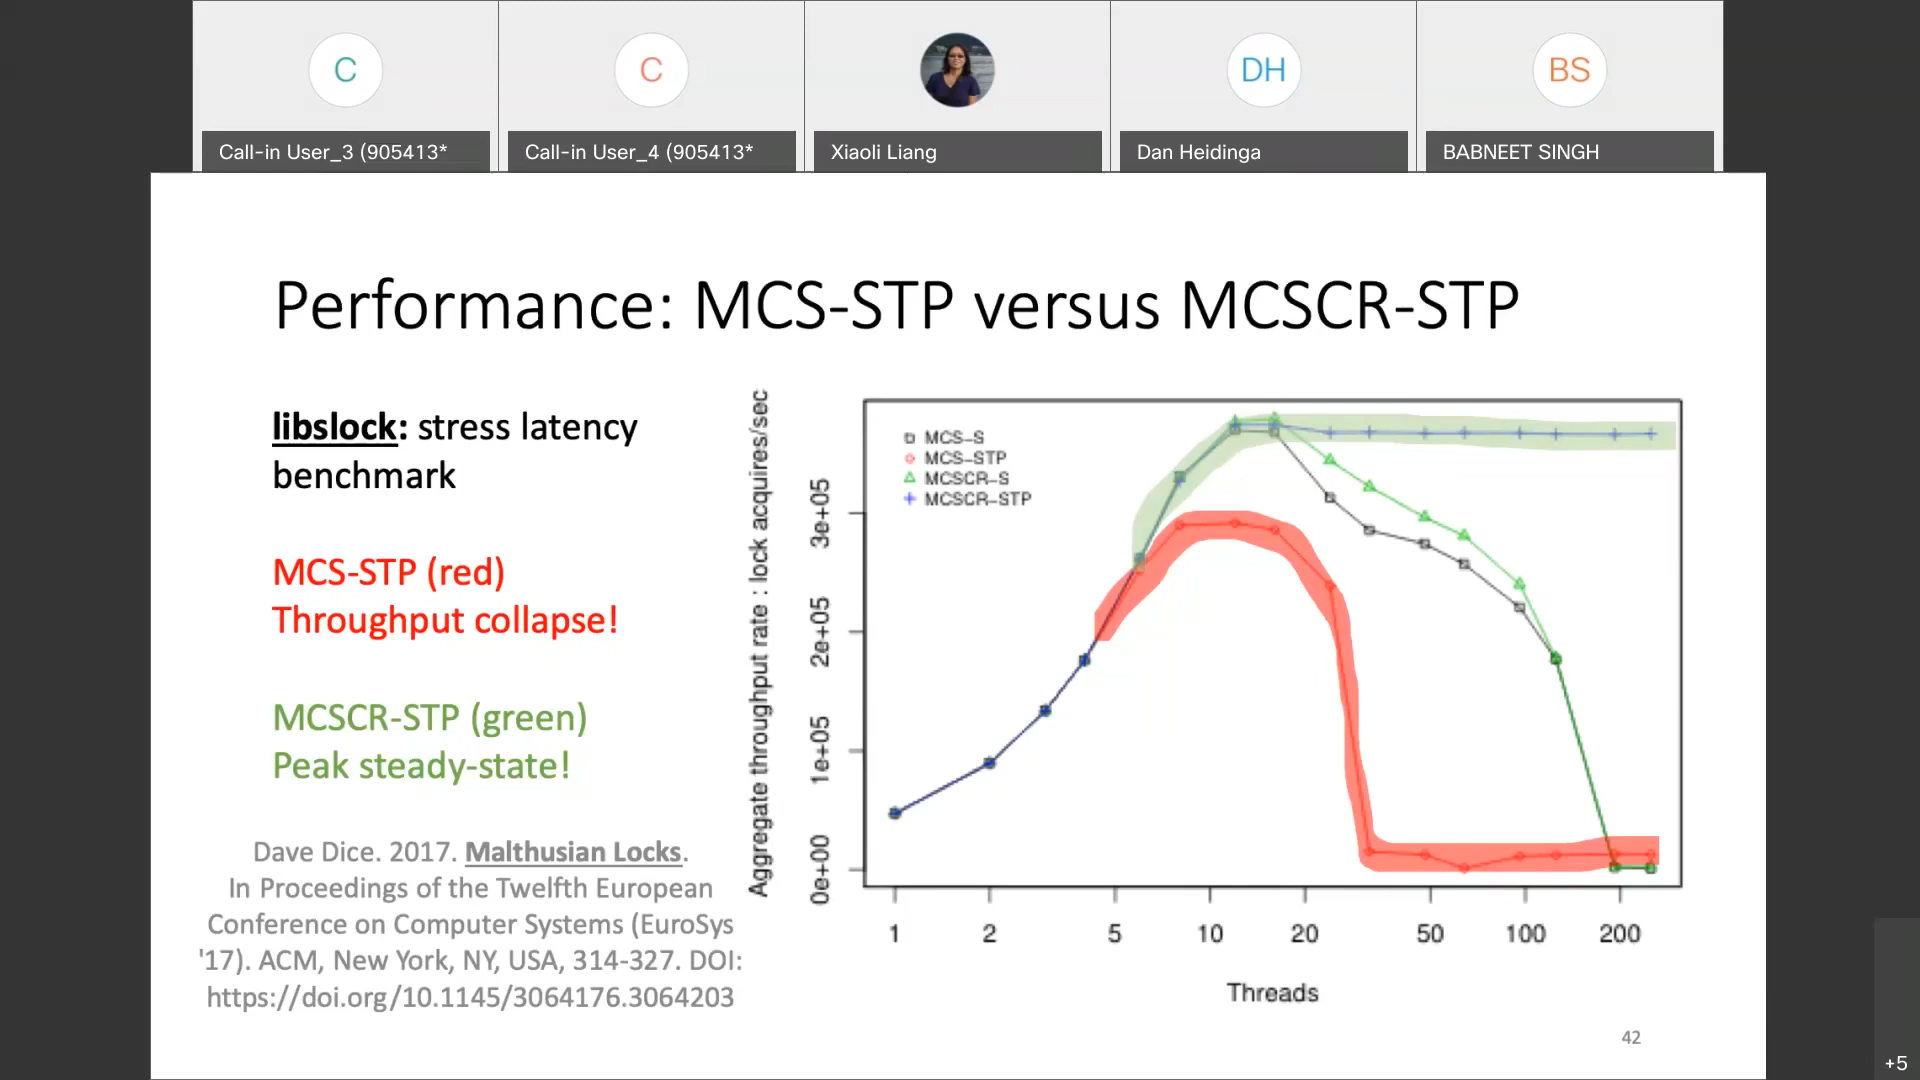 C
C
DH
BS
Call-in User_3 (905413*
Call-in User_4 (905413*
Xiaoli Liang
Dan Heidinga
BABNEET SINGH
Performance: MCS-STP versus MCSCR-STP
libslock: stress latency
benchmark
MCS-STP (red)
Throughput collapse!
MCSCR-STP (green)
Peak steady-state!
Dave Dice. 2017. Malthusian Locks.
In Proceedings of the Twelfth European
Conference on Computer Systems (EuroSys
'17). ACM, New York, NY, USA, 314-327. DOI:
https://doi.org/10.1145/3064176.3064203
Aggregate throughput rate : lock acquires/sec
3e+05
2e+05
1e+05
0e+00
MCS-S
MCS-STP
MCSCR-S
MCSCR-STP
1 2 5 10 20 50 100 200
Threads
42
+5